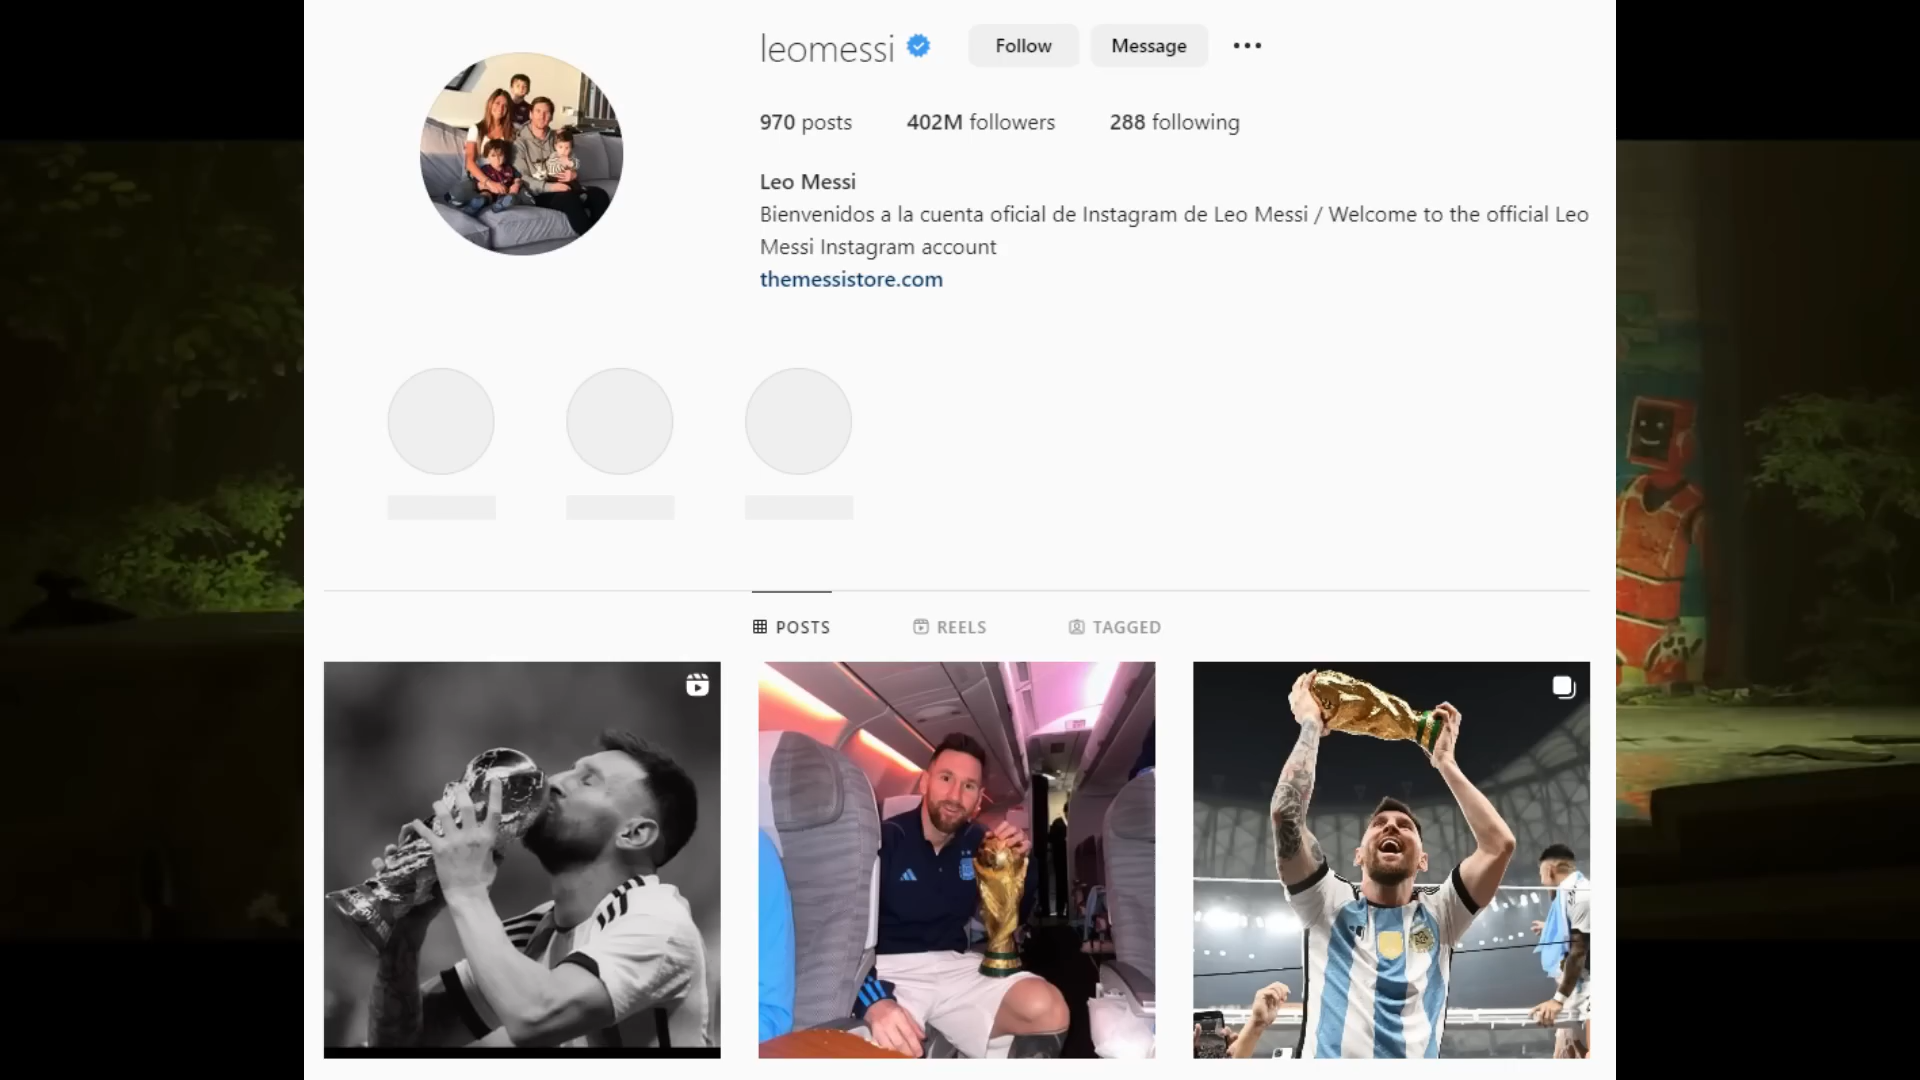 leomessi Follow Message
970 posts 402M followers 288 following
Leo Messi
Bienvenidos a la cuenta oficial de Instagram de Leo Messi / Welcome to the official Leo
Messi Instagram account
themessistore.com
POSTS REELS TAGGED